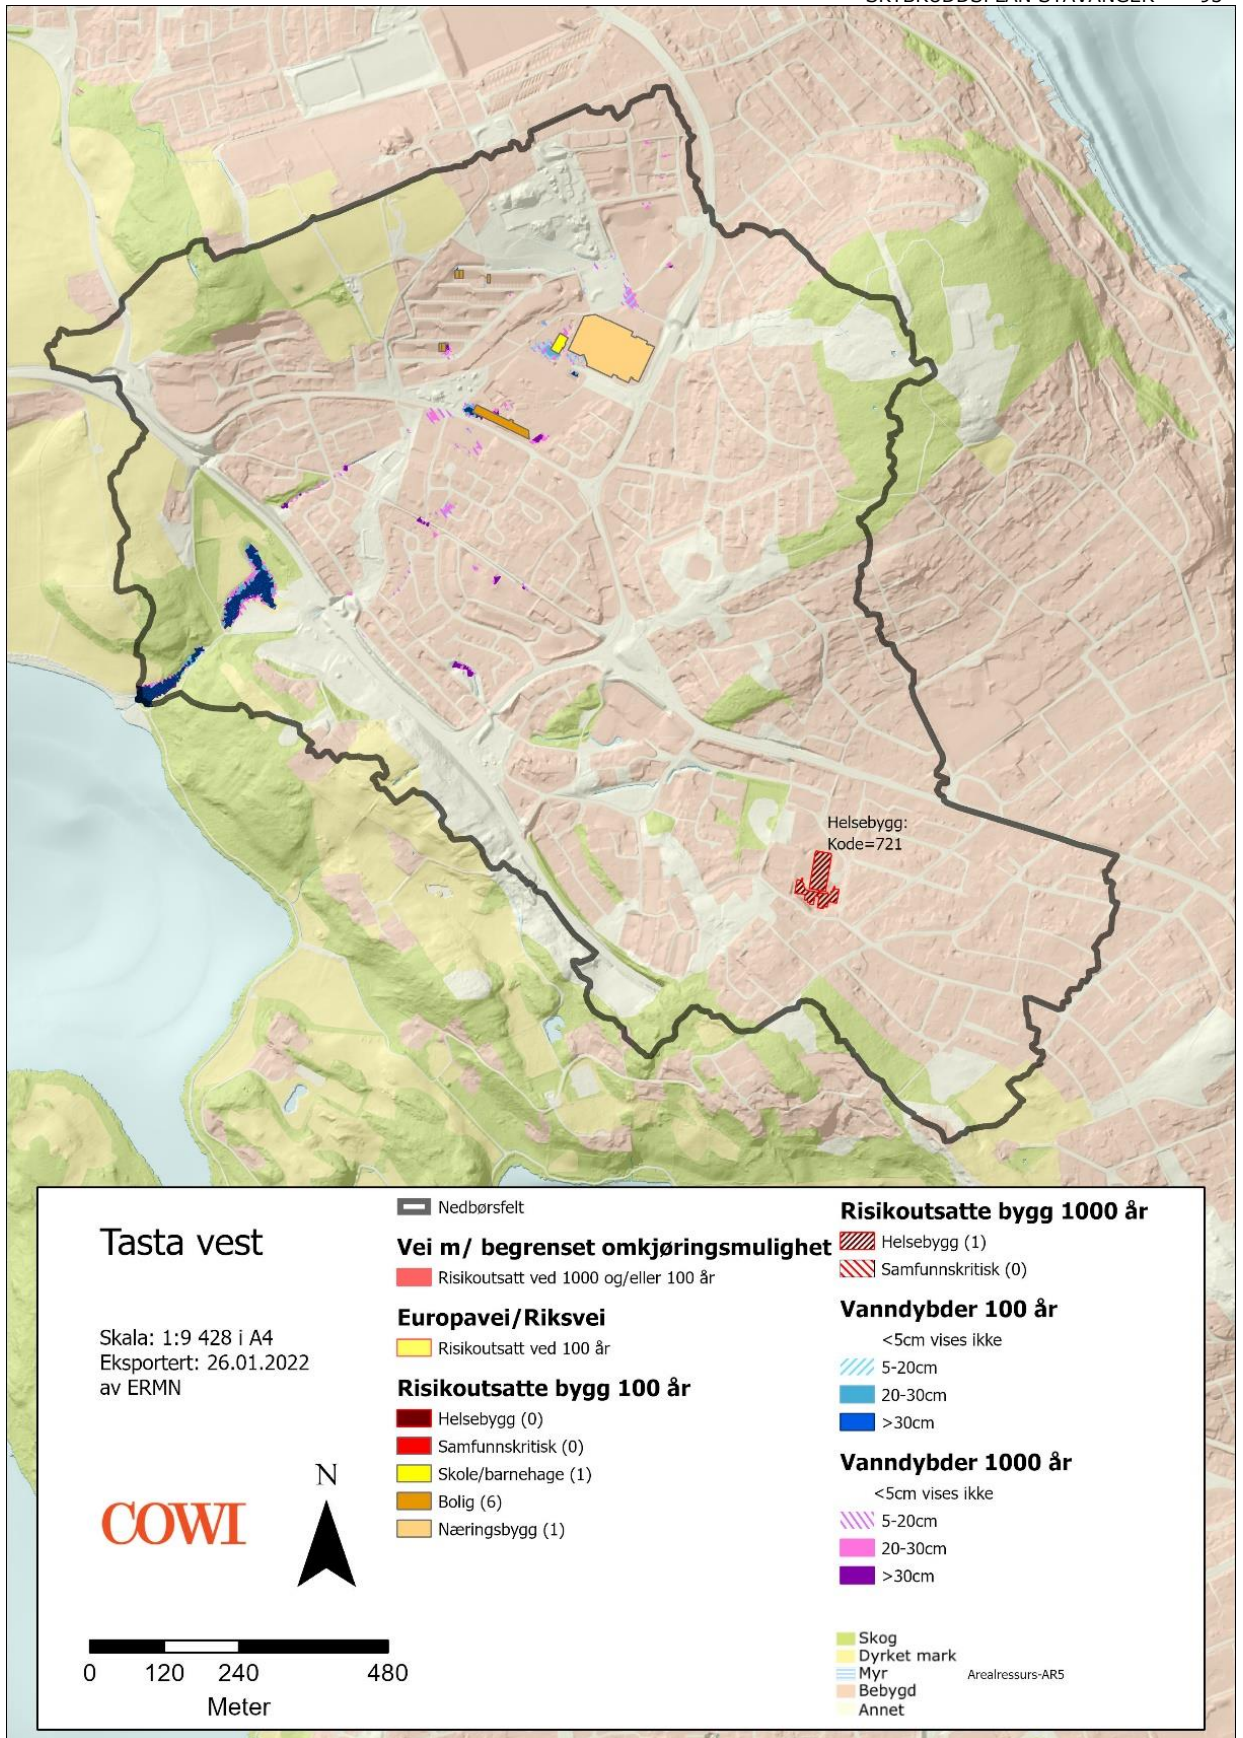 SKYBRUDDSPLAN STAVANGER 95
Helsebygg:
Kode=721
Tasta vest
Skala: 1:9 428 i A4
Eksportert: 26.01.2022
av ERMN
COWI
N
0 120 240 480
Meter
Nedbørsfelt
Vei m/ begrenset omkjøringsmulighet
Risikoutsatt ved 1000 og/eller 100 år
Europavei/Riksvei
Risikoutsatt ved 100 år
Risikoutsatte bygg 100 år
Helsebygg (0)
Samfunnskritisk (0)
Skole/barnehage (1)
Bolig (6)
Næringsbygg (1)
Risikoutsatte bygg 1000 år
Helsebygg (1)
Samfunnskritisk (0)
Vanndybder 100 år
<5cm vises ikke
5-20cm
20-30cm
>30cm
Vanndybder 1000 år
<5cm vises ikke
5-20cm
20-30cm
>30cm
Skog
Dyrket mark
Myr
Bebygd
Annet
Arealressurs-AR5